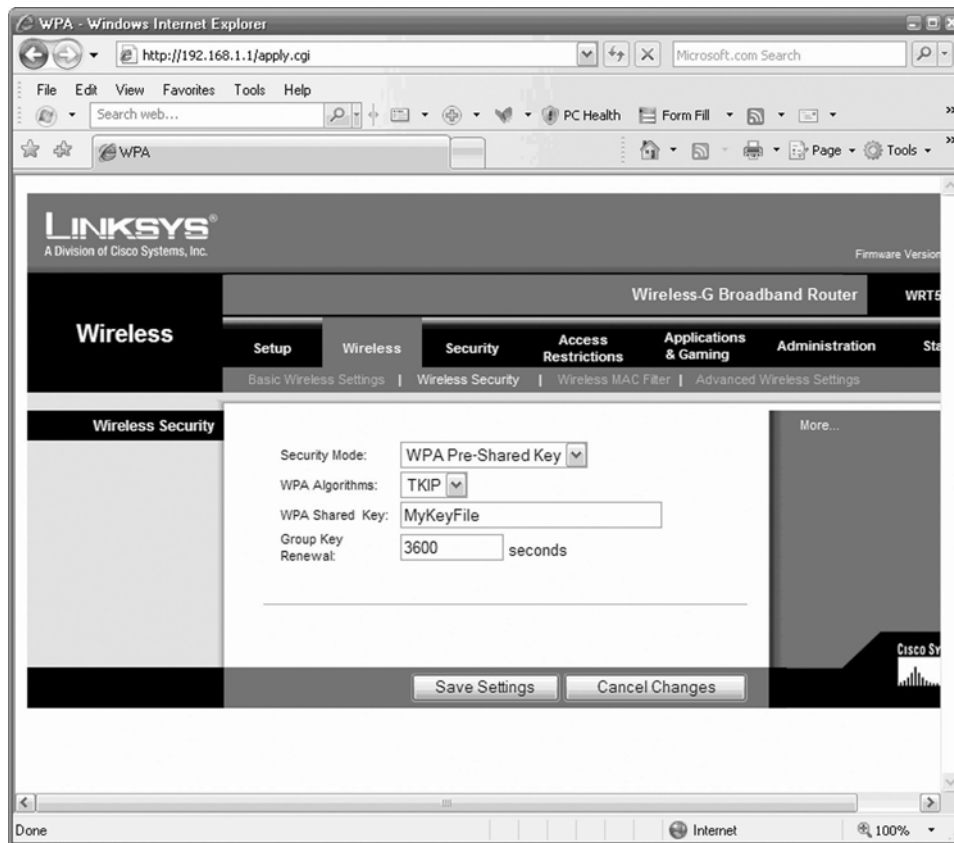 WPA - Windows Internet Explorer
http://192.168.1.1/apply.cgi
Microsoft.com Search
File Edit View Favorites Tools Help
Search web...
PC Health Form Fill
WPA
Page Tools
LINKSYS®
A Division of Cisco Systems, Inc.
Firmware Version
Wireless-G Broadband Router WRT5
Wireless
Setup Wireless Security Access Restrictions Applications & Gaming Administration Sta
Basic Wireless Settings | Wireless Security | Wireless MAC Filter | Advanced Wireless Settings
Wireless Security
More...
Security Mode: WPA Pre-Shared Key
WPA Algorithms: TKIP
WPA Shared Key: MyKeyFile
Group Key Renewal: 3600 seconds
CISCO SY
Save Settings Cancel Changes
Done Internet 100%